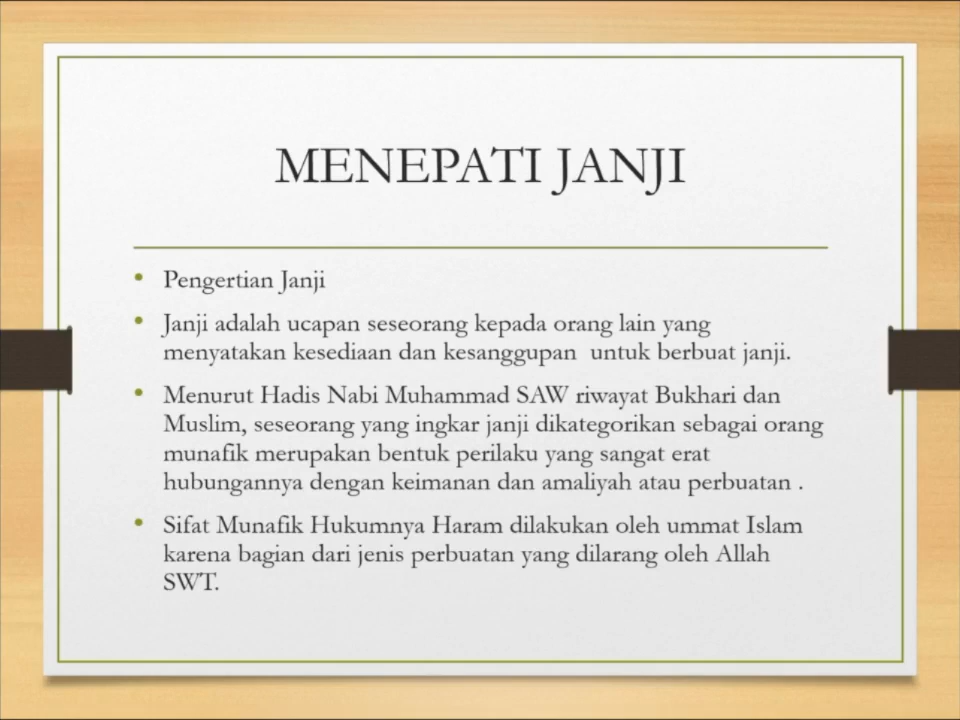 MENEPATI JANJI
• Pengertian Janji
• Janji adalah ucapan seseorang kepada orang lain yang
menyatakan kesediaan dan kesanggupan  untuk berbuat janji.
• Menurut Hadis Nabi Muhammad SAW riwayat Bukhari dan
Muslim, seseorang yang ingkar janji dikategorikan sebagai orang
munafik merupakan bentuk perilaku yang sangat erat
hubungannya dengan keimanan dan amaliyah atau perbuatan .
• Sifat Munafik Hukumnya Haram dilakukan oleh ummat Islam
karena bagian dari jenis perbuatan yang dilarang oleh Allah
SWT.